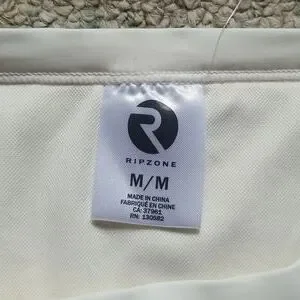 RIPZONE
M/M
MADE IN CHINA
FABRIQUÉ EN CHINE
CA: 37961
RN: 130582